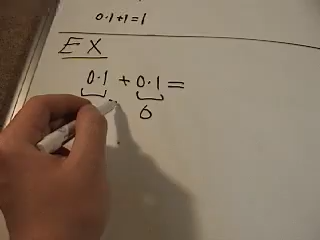 0·1+1=1
EX
0·1 + 0·1 =
0